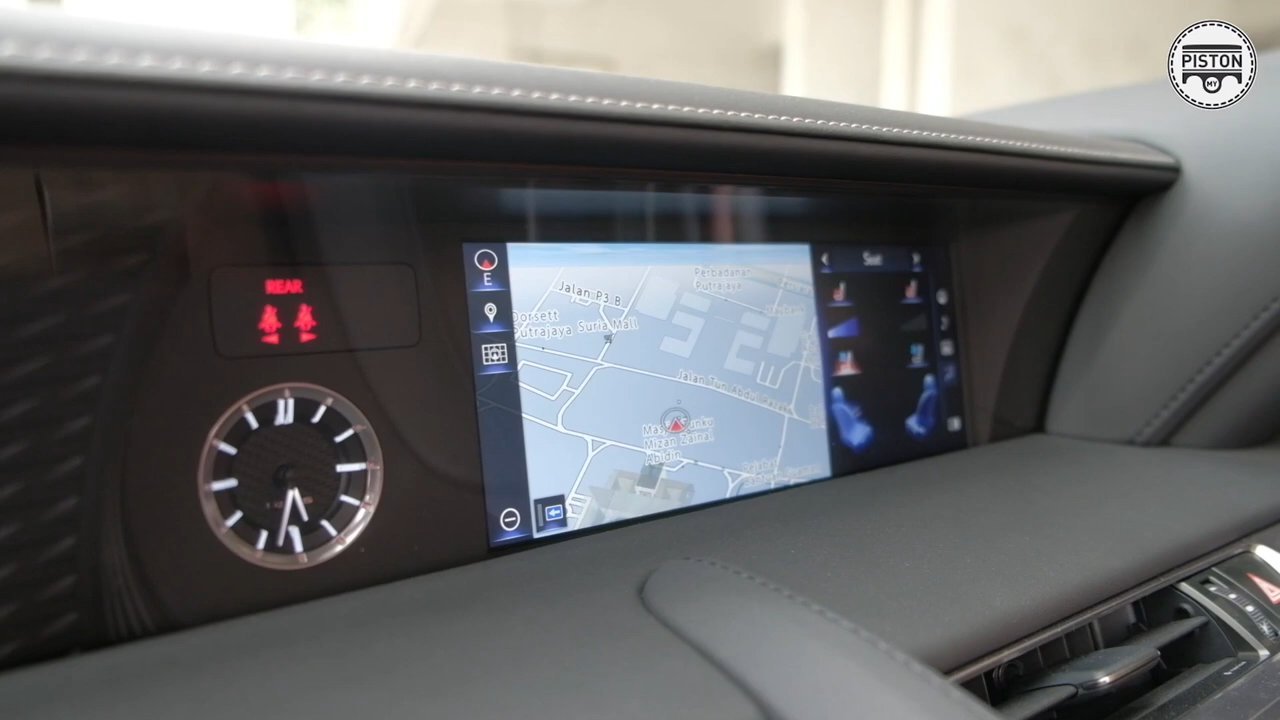 PISTON
MY
REAR
E
Seat
Jalan P3 B
Perbadanan
Putrajaya
Dorsett
Putrajaya Suria Mall
Jalan Tun Abdul Razak
Mizan Zainal
Abidin